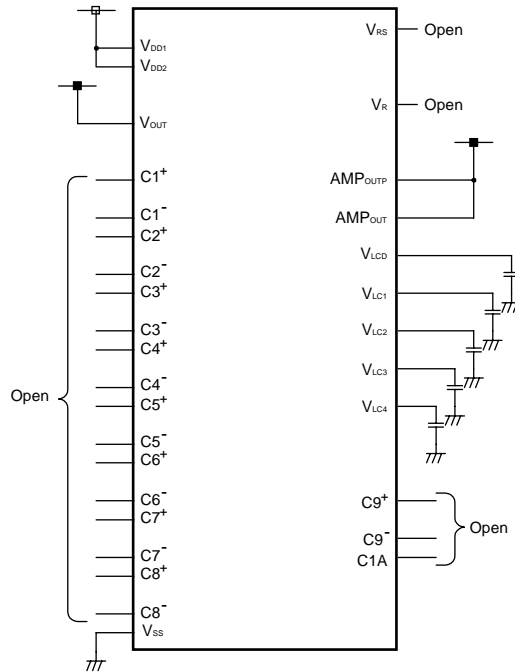 VDD1
VDD2
VOUT
C1+
C1-
C2+
C2-
C3+
C3-
C4+
C4-
C5+
C5-
C6+
C6-
C7+
C7-
C8+
C8-
VSS
Open
VRS
Open
VR
Open
AMPOUTP
AMPOUT
VLCD
VLC1
VLC2
VLC3
VLC4
C9+
C9-
C1A
Open